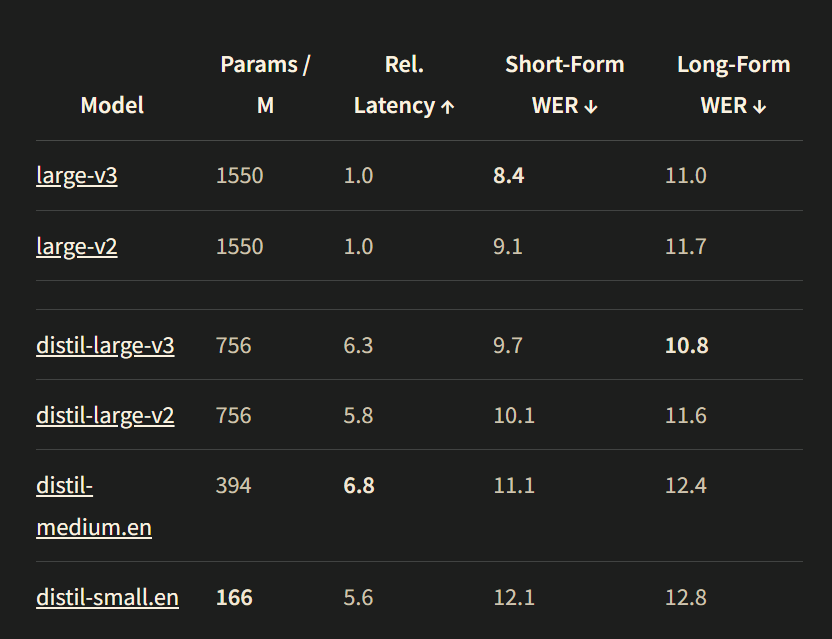 Model Params / M Rel. Latency ↑ Short-Form WER ↓ Long-Form WER ↓
large-v3 1550 1.0 8.4 11.0
large-v2 1550 1.0 9.1 11.7
distil-large-v3 756 6.3 9.7 10.8
distil-large-v2 756 5.8 10.1 11.6
distil-medium.en 394 6.8 11.1 12.4
distil-small.en 166 5.6 12.1 12.8